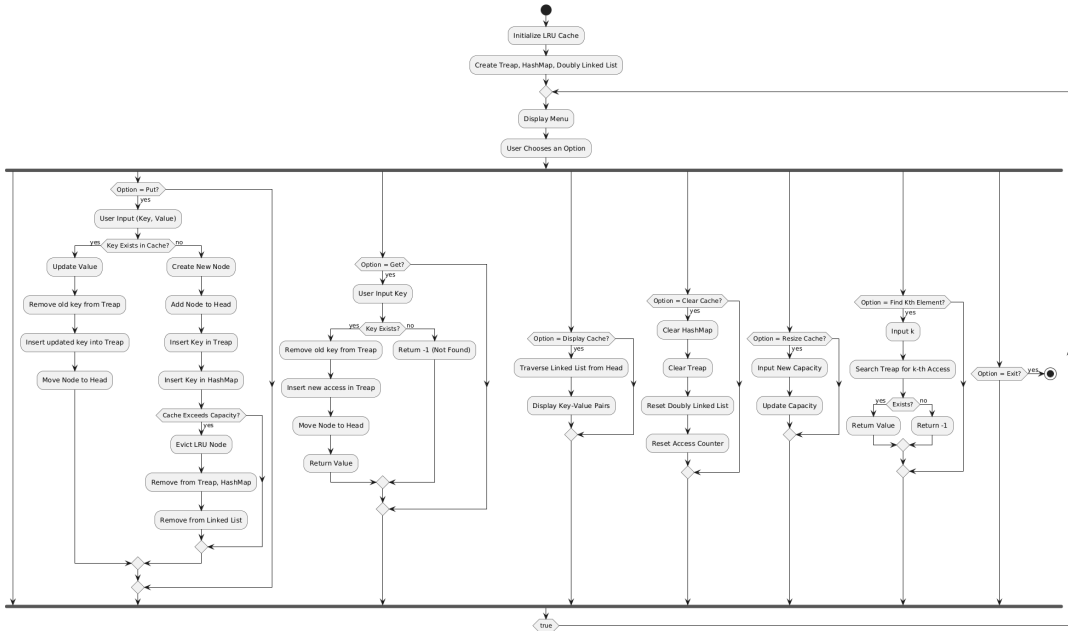 Initialize LRU Cache
Create Treap, HashMap, Doubly Linked List
Display Menu
User Chooses an Option
Option = Put?
yes
User Input (Key, Value)
yes
Key Exists in Cache?
no
Update Value
Remove old key from Treap
Insert updated key into Treap
Move Node to Head
Create New Node
Add Node to Head
Insert Key in Treap
Insert Key in HashMap
Cache Exceeds Capacity?
yes
Evict LRU Node
Remove from Treap, HashMap
Remove from Linked List
Option = Get?
yes
User Input Key
yes
Key Exists?
no
Remove old key from Treap
Insert new access in Treap
Move Node to Head
Return Value
Return -1 (Not Found)
Option = Display Cache?
yes
Traverse Linked List from Head
Display Key-Value Pairs
Option = Clear Cache?
yes
Clear HashMap
Clear Treap
Reset Doubly Linked List
Reset Access Counter
Option = Resize Cache?
yes
Input New Capacity
Update Capacity
Option = Find Kth Element?
yes
Input k
Search Treap for k-th Access
yes
Exists?
no
Return Value
Return -1
Option = Exit?
yes
true